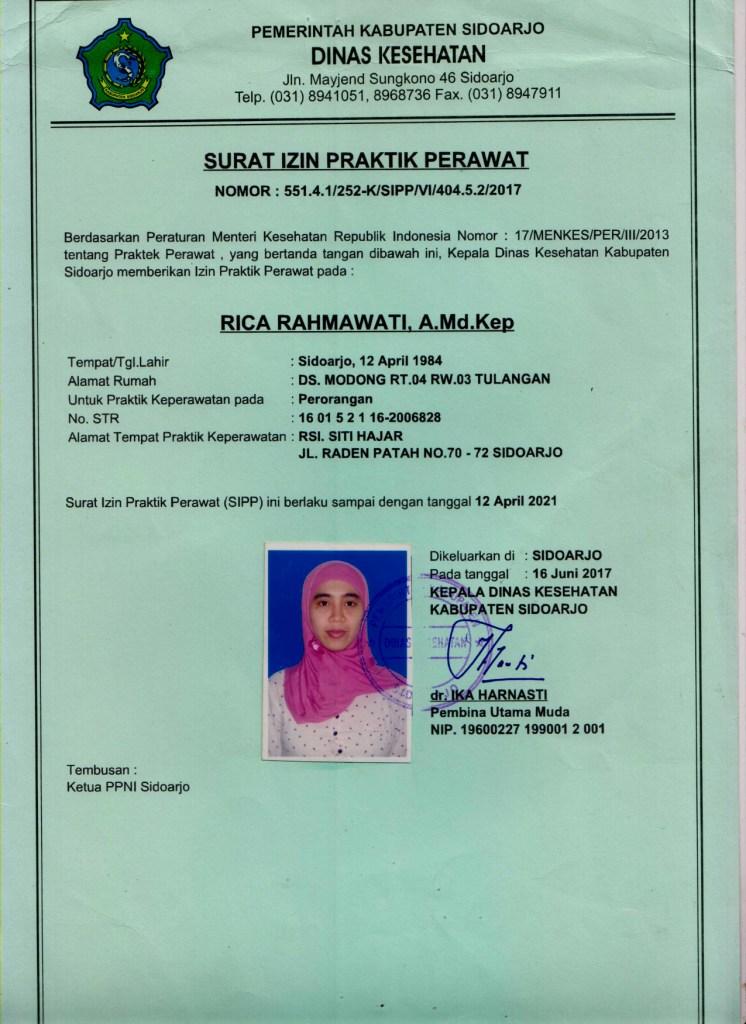 PEMERINTAH KABUPATEN SIDOARJO
DINAS KESEHATAN
Jln. Mayjend Sungkono 46 Sidoarjo
Telp. (031) 8941051, 8968736 Fax. (031) 8947911
SURAT IZIN PRAKTIK PERAWAT
NOMOR : 551.4.1/252-K/SIPP/VI/404.5.2/2017
Berdasarkan Peraturan Menteri Kesehatan Republik Indonesia Nomor : 17/MENKES/PER/III/2013
tentang Praktek Perawat , yang bertanda tangan dibawah ini, Kepala Dinas Kesehatan Kabupaten
Sidoarjo memberikan Izin Praktik Perawat pada :
RICA RAHMAWATI, A.Md.Kep
Tempat/Tgl.Lahir : Sidoarjo, 12 April 1984
Alamat Rumah : DS. MODONG RT.04 RW.03 TULANGAN
Untuk Praktik Keperawatan pada : Perorangan
No. STR : 16 01 5 2 1 16-2006828
Alamat Tempat Praktik Keperawatan : RSI. SITI HAJAR
JL. RADEN PATAH NO.70 - 72 SIDOARJO
Surat Izin Praktik Perawat (SIPP) ini berlaku sampai dengan tanggal 12 April 2021
Dikeluarkan di : SIDOARJO
Pada tanggal : 16 Juni 2017
KEPALA DINAS KESEHATAN
KABUPATEN SIDOARJO
DINAS KESEHATAN
dr. IKA HARNASTI
Pembina Utama Muda
NIP. 19600227 199001 2 001
Tembusan :
Ketua PPNI Sidoarjo